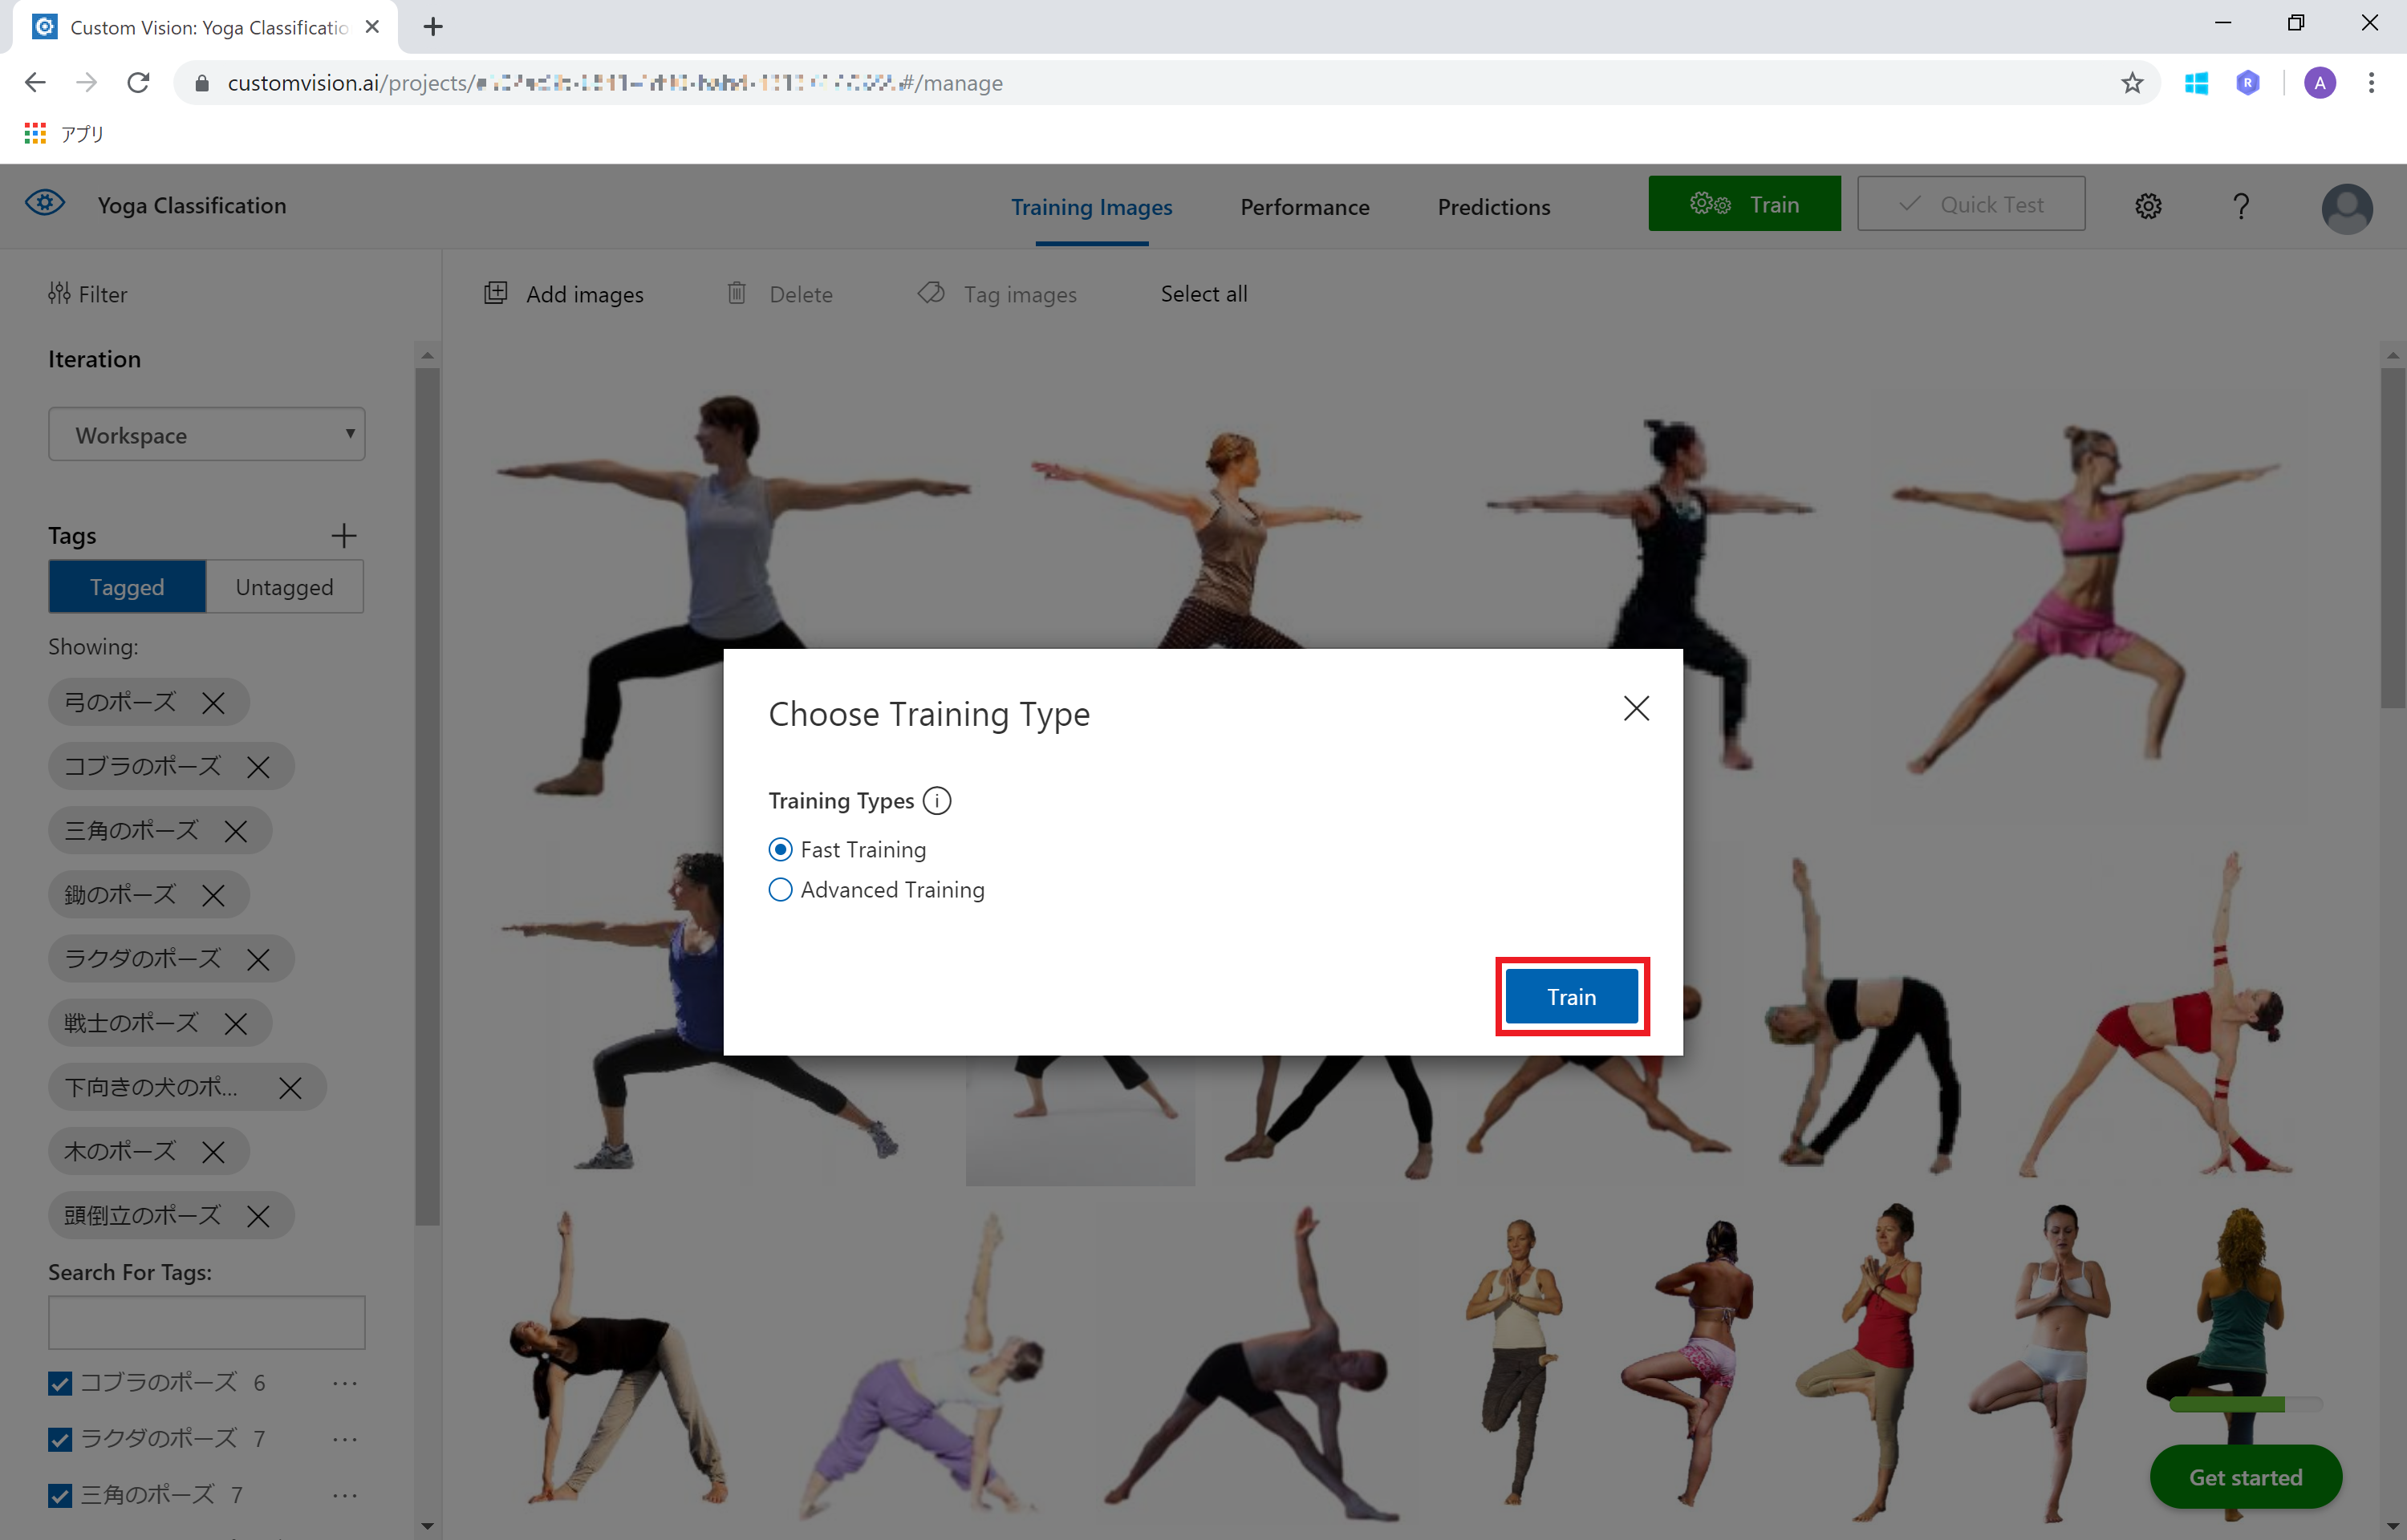 Custom Vision: Yoga Classificatio
customvision.ai/projects/
#/manage
R
A
アプリ
Yoga Classification
Training Images
Performance
Predictions
Train
Quick Test
?
Filter
Add images
Delete
Tag images
Select all
Iteration
Workspace
Tags
Tagged
Untagged
Showing:
弓のポーズ
コブラのポーズ
三角のポーズ
鋤のポーズ
ラクダのポーズ
戦士のポーズ
下向きの犬のポ...
木のポーズ
頭倒立のポーズ
Search For Tags:
コブラのポーズ 6
ラクダのポーズ 7
三角のポーズ 7
Choose Training Type
Training Types
Fast Training
Advanced Training
Train
Get started